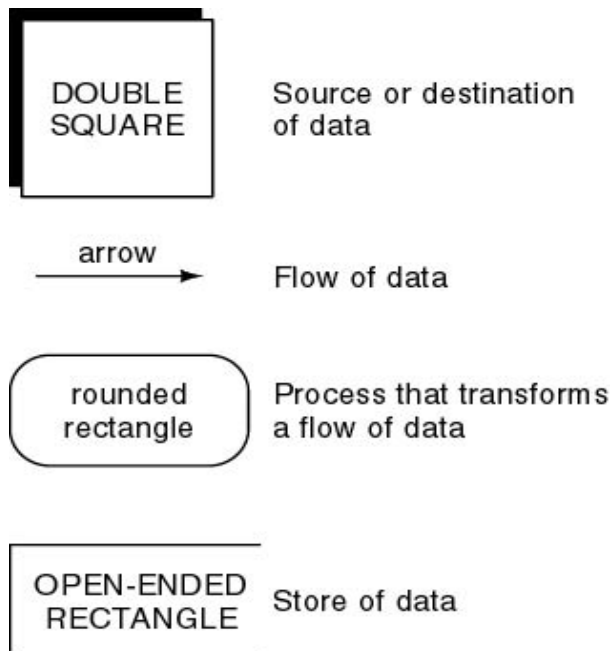 DOUBLE
SQUARE
Source or destination
of data
arrow
Flow of data
rounded
rectangle
Process that transforms
a flow of data
OPEN-ENDED
RECTANGLE
Store of data